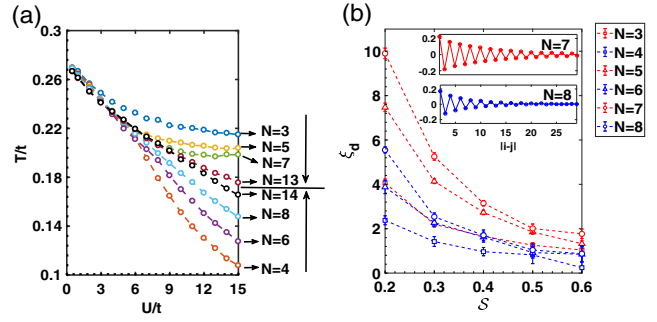 (a)
T/t
0.3
0.26
0.22
0.18
0.14
0.1
0
3
6
9
12
15
U/t
N=3
N=5
N=7
N=13
N=14
N=8
N=6
N=4
(b)
ξd
10
8
6
4
2
0
0.2
0.3
0.4
0.5
0.6
S
0.2
0
-0.2
N=7
0.2
0
-0.2
N=8
5
10
15
20
25
|i-j|
N=3
N=4
N=5
N=6
N=7
N=8